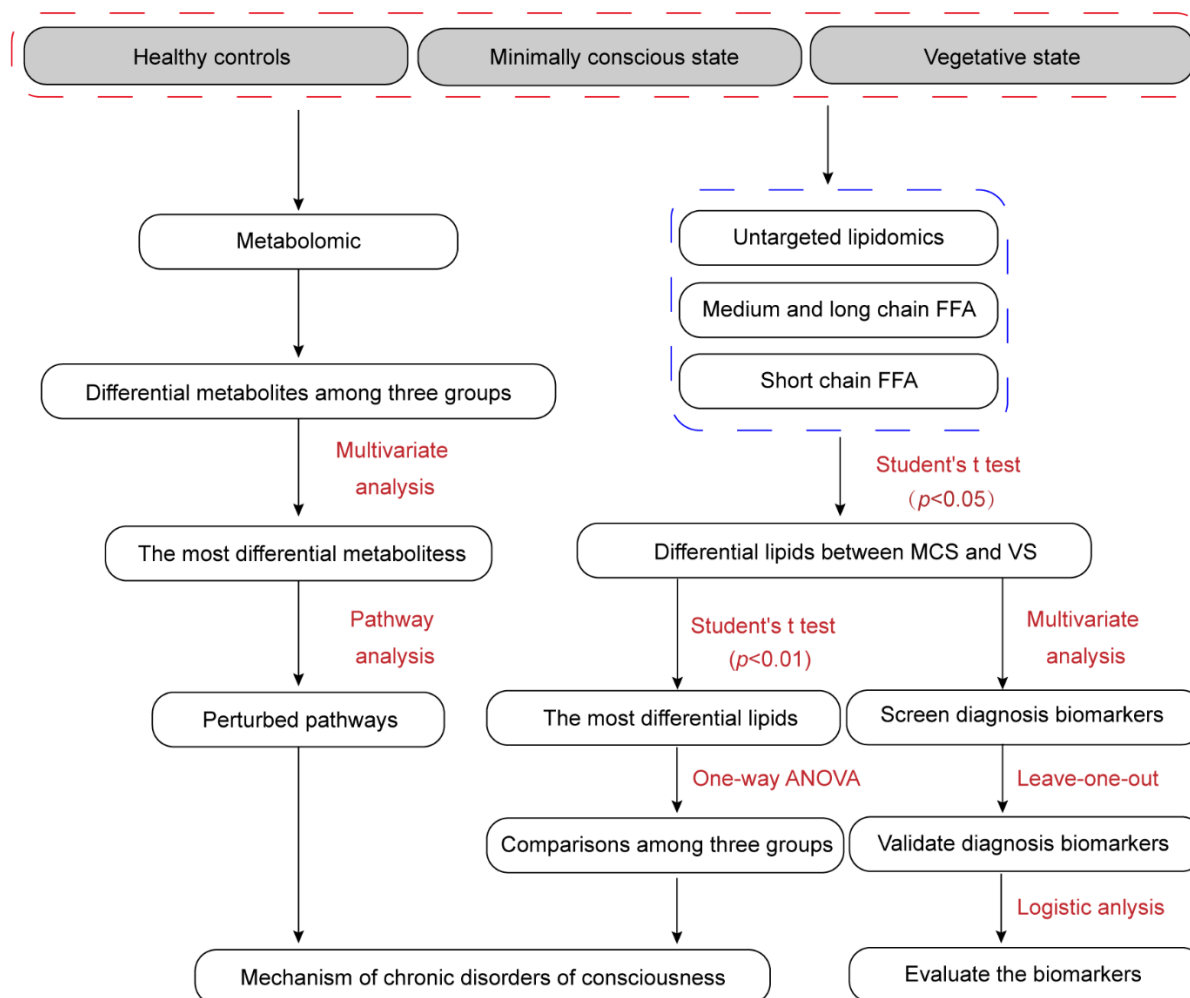 Healthy controls
Minimally conscious state
Vegetative state
Metabolomic
Differential metabolites among three groups
Multivariate
analysis
The most differential metabolitess
Pathway
analysis
Perturbed pathways
Untargeted lipidomics
Medium and long chain FFA
Short chain FFA
Student's t test
（p<0.05）
Differential lipids between MCS and VS
Student's t test
(p<0.01)
The most differential lipids
One-way ANOVA
Comparisons among three groups
Mechanism of chronic disorders of consciousness
Multivariate
analysis
Screen diagnosis biomarkers
Leave-one-out
Validate diagnosis biomarkers
Logistic anlysis
Evaluate the biomarkers